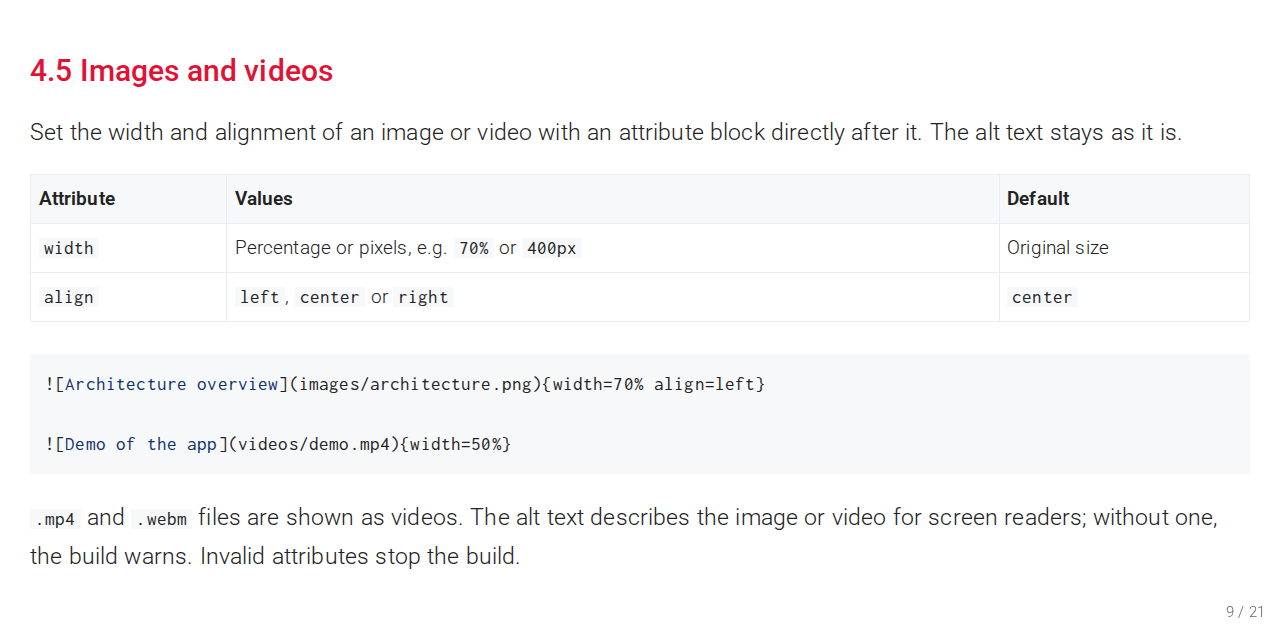 4.5 Images and videos
Set the width and alignment of an image or video with an attribute block directly after it. The alt text stays as it is.
Attribute Values Default
width Percentage or pixels, e.g. 70% or 400px Original size
align left, center or right center
![Architecture overview](images/architecture.png){width=70% align=left}
![Demo of the app](videos/demo.mp4){width=50%}
.mp4 and .webm files are shown as videos. The alt text describes the image or video for screen readers; without one,
the build warns. Invalid attributes stop the build.
9 / 21